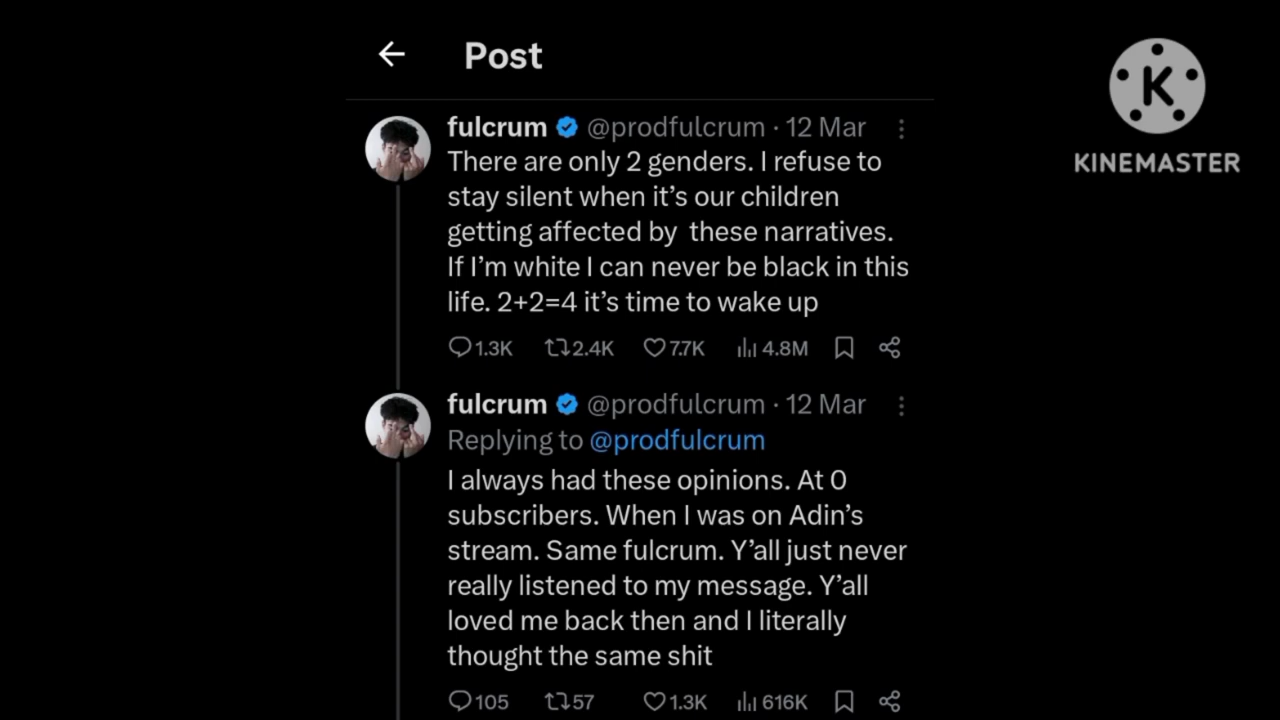 Post
K
KINEMASTER
fulcrum @prodfulcrum · 12 Mar
There are only 2 genders. I refuse to
stay silent when it’s our children
getting affected by  these narratives.
If I’m white I can never be black in this
life. 2+2=4 it’s time to wake up
1.3K 2.4K 7.7K 4.8M
fulcrum @prodfulcrum · 12 Mar
Replying to @prodfulcrum
I always had these opinions. At 0
subscribers. When I was on Adin’s
stream. Same fulcrum. Y’all just never
really listened to my message. Y’all
loved me back then and I literally
thought the same shit
105 57 1.3K 616K